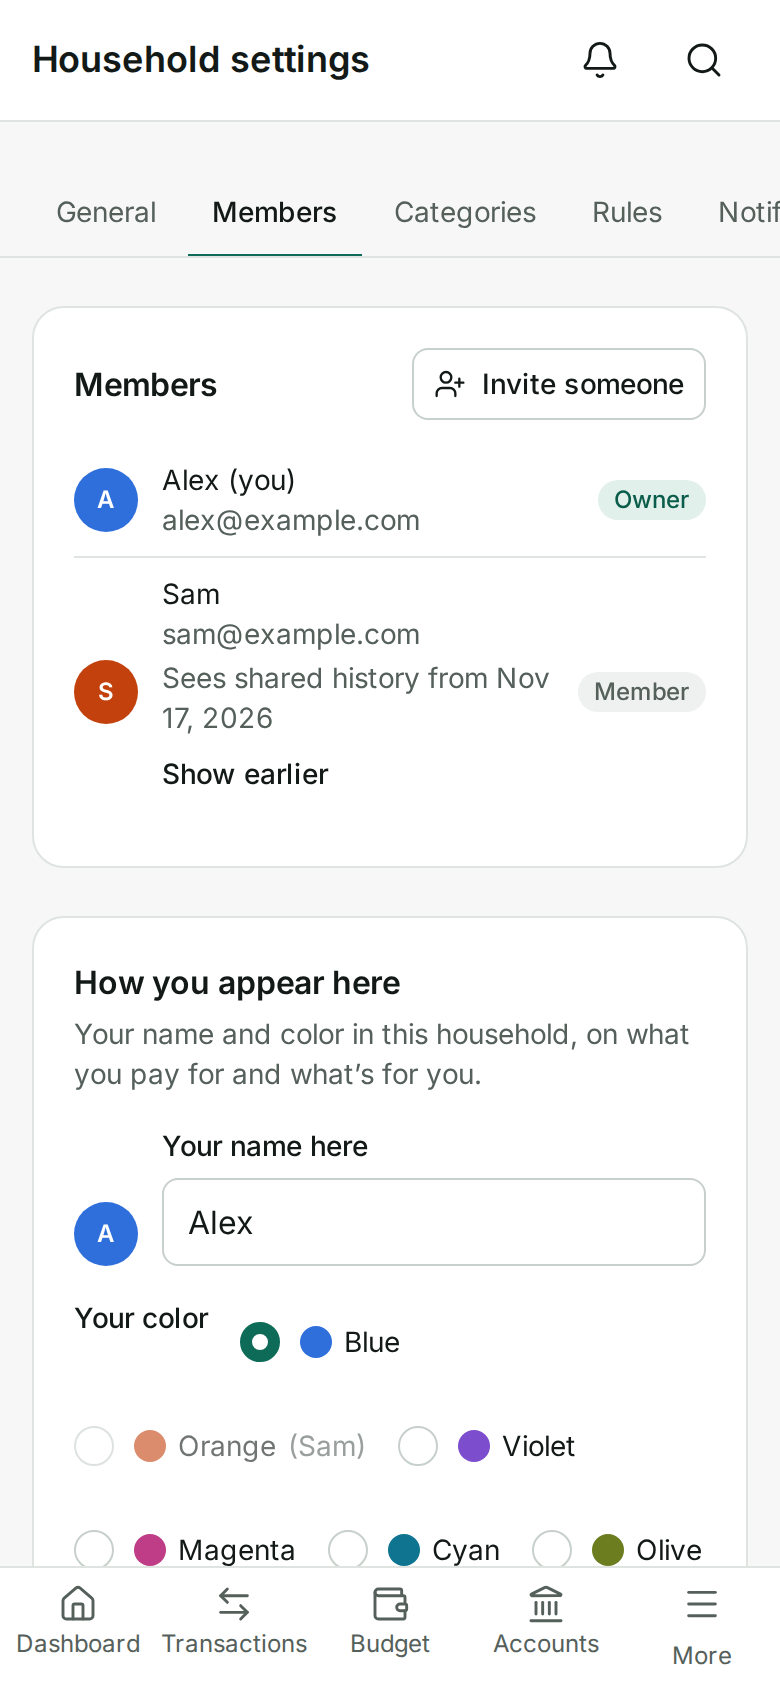 Household settings
General Members Categories Rules Notif
Members
Invite someone
A
Alex (you)
alex@example.com
Owner
Sam
sam@example.com
S
Sees shared history from Nov
17, 2026
Member
Show earlier
How you appear here
Your name and color in this household, on what
you pay for and what’s for you.
Your name here
A
Alex
Your color
Blue
Orange (Sam) Violet
Magenta Cyan Olive
Dashboard Transactions Budget Accounts More